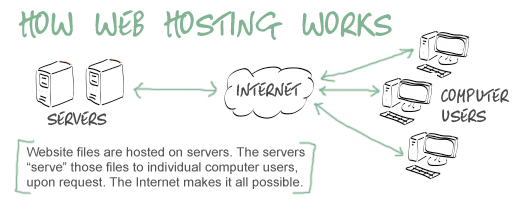 HOW WEB HOSTING WORKS
INTERNET
SERVERS
COMPUTER
USERS
Website files are hosted on servers. The servers
“serve” those files to individual computer users,
upon request. The Internet makes it all possible.